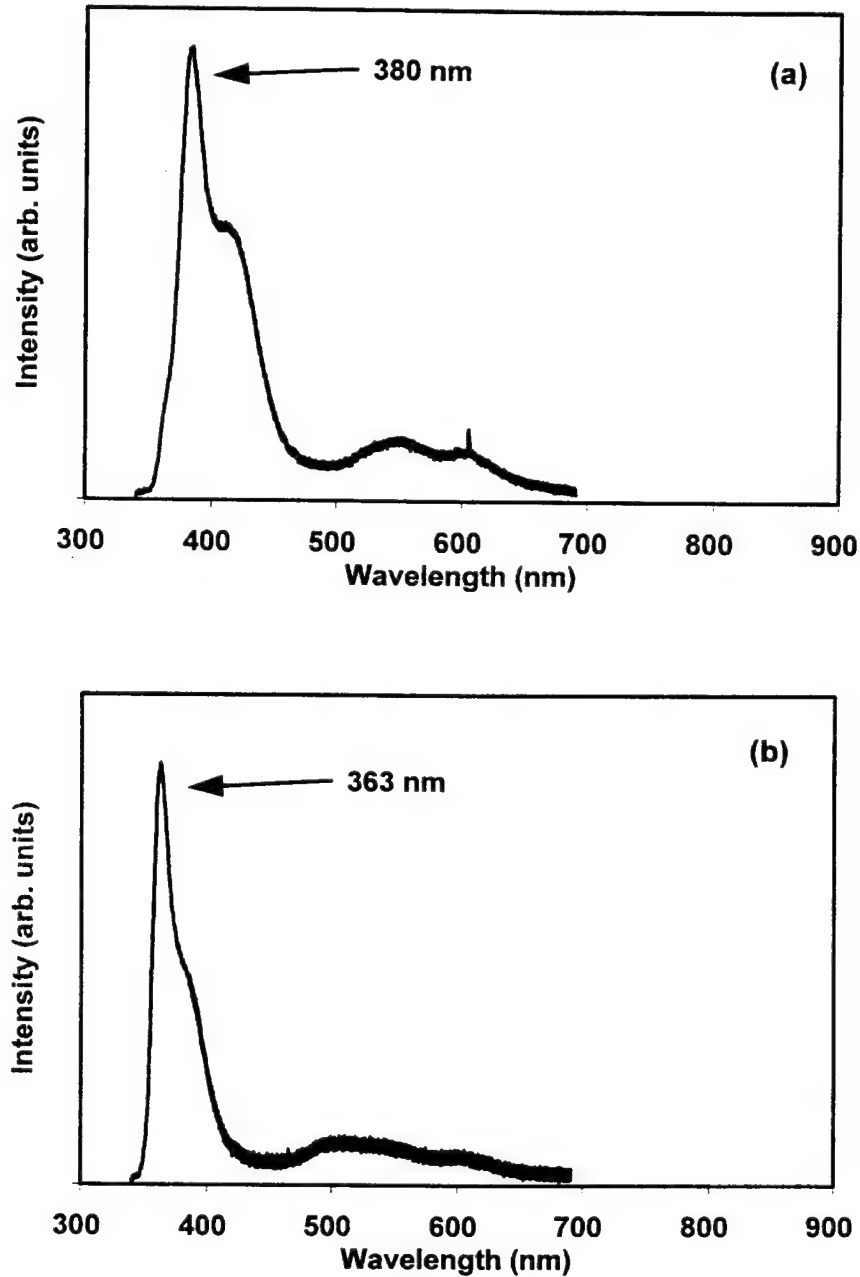 380 nm
(a)
Intensity (arb. units)
300 400 500 600 700 800 900
Wavelength (nm)
(b)
363 nm
Intensity (arb. units)
300 400 500 600 700 800 900
Wavelength (nm)